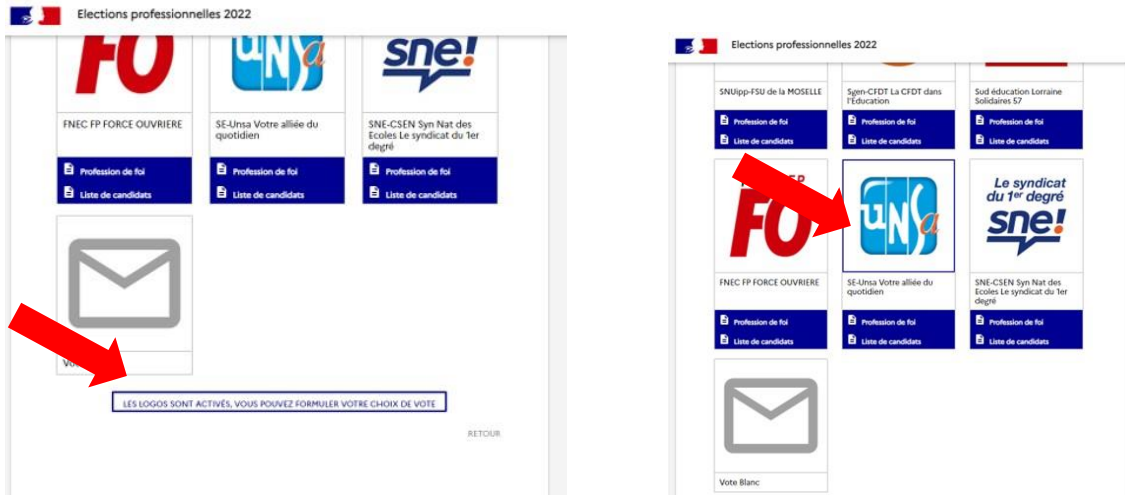 Elections professionnelles 2022
FO
UNSa
sne!
FNEC FP FORCE OUVRIERE
SE-Unsa Votre alliée du
quotidien
SNE-CSEN Syn Nat des
Ecoles Le syndicat du 1er
degré
Profession de foi
Liste de candidats
Profession de foi
Liste de candidats
Profession de foi
Liste de candidats
LES LOGOS SONT ACTIVÉS, VOUS POUVEZ FORMULER VOTRE CHOIX DE VOTE
RETOUR
Elections professionnelles 2022
SNUipp-FSU de la MOSELLE
Sgen-CFDT La CFDT dans
l'Education
Sud éducation Lorraine
Solidaires 57
Profession de foi
Liste de candidats
Profession de foi
Liste de candidats
Profession de foi
Liste de candidats
FO
UNSa
Le syndicat
du 1er degré
sne!
FNEC FP FORCE OUVRIERE
SE-Unsa Votre alliée du
quotidien
SNE-CSEN Syn Nat des
Ecoles Le syndicat du 1er
degré
Profession de foi
Liste de candidats
Profession de foi
Liste de candidats
Profession de foi
Liste de candidats
Vote Blanc